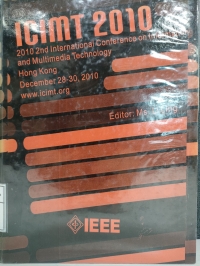 ICIMT 2010
2010 2nd International Conference on
and Multimedia Technology
Hong Kong
December 28-30, 2010
www.icimt.org
Editor:
IEEE